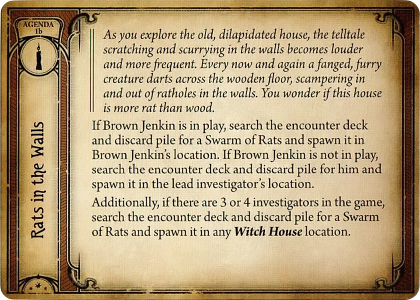 AGENDA
1b
Rats in the Walls
As you explore the old, dilapidated house, the telltale
scratching and scurrying in the walls becomes louder
and more frequent. Every now and again a fanged, furry
creature darts across the wooden floor, scampering in
and out of ratholes in the walls. You wonder if this house
is more rat than wood.
If Brown Jenkin is in play, search the encounter deck
and discard pile for a Swarm of Rats and spawn it in
Brown Jenkin's location. If Brown Jenkin is not in play,
search the encounter deck and discard pile for him and
spawn it in the lead investigator's location.
Additionally, if there are 3 or 4 investigators in the game,
search the encounter deck and discard pile for a Swarm
of Rats and spawn it in any Witch House location.